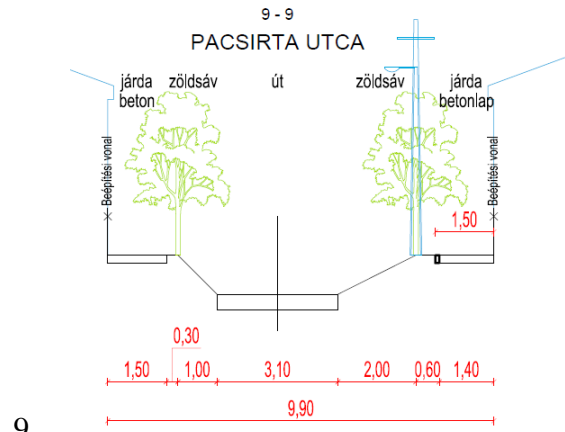 9 - 9
PACSIRTA UTCA
járda zöldsáv út zöldsáv járda
beton betonlap
Beépítési vonal
Beépítési vonal
1,50
0,30
1,50 1,00 3,10 2,00 0,60 1,40
9,90
9